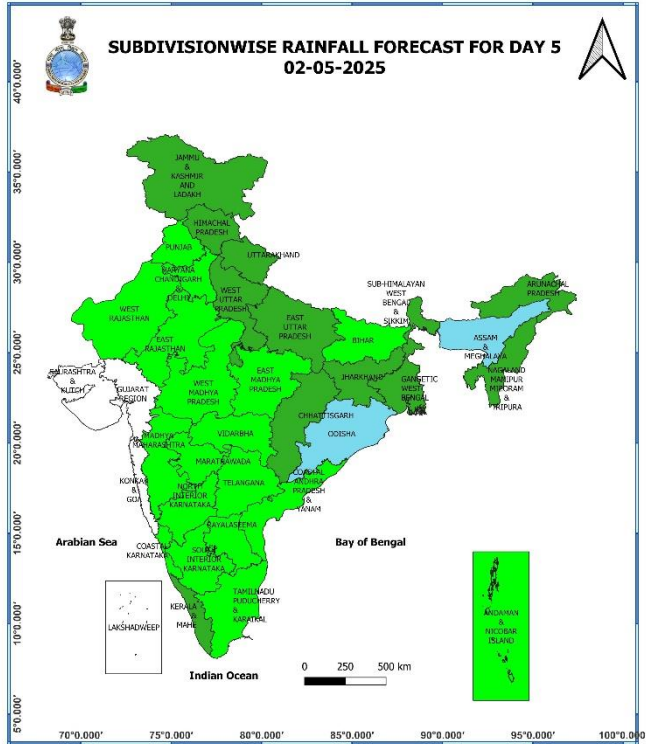 SUBDIVISIONWISE RAINFALL FORECAST FOR DAY 5
02-05-2025
40°0.000'
35°0.000'
30°0.000'
25°0.000'
20°0.000'
15°0.000'
10°0.000'
5°0.000'
JAMMU
&
KASHMIR
AND
LADAKH
HIMACHAL
PRADESH
PUNJAB
UTTARAKHAND
HARYANA
CHANDIGARH
&
DELHI
WEST
UTTAR
PRADESH
WEST
RAJASTHAN
EAST
RAJASTHAN
EAST
UTTAR
PRADESH
SUB-HIMALAYAN
WEST
BENGAL
&
SIKKIM
ARUNACHAL
PRADESH
BIHAR
ASSAM
&
MEGHALAYA
NAGALAND
MANIPUR
MIZORAM
&
TRIPURA
SAURASHTRA
&
KUTCH
GUJARAT
REGION
WEST
MADHYA
PRADESH
EAST
MADHYA
PRADESH
JHARKHAND
GANGETIC
WEST
BENGAL
CHHATTISGARH
ODISHA
MADHYA
MAHARASHTRA
VIDARBHA
MARATHWADA
TELANGANA
COASTAL
ANDHRA
PRADESH
&
YANAM
KONKAN
&
GOA
NORTH
INTERIOR
KARNATAKA
RAYALASEEMA
COASTAL
KARNATAKA
SOUTH
INTERIOR
KARNATAKA
Arabian Sea
Bay of Bengal
LAKSHADWEEP
KERALA
&
MAHE
TAMILNADU
PUDUCHERRY
&
KARAIKAL
ANDAMAN
&
NICOBAR
ISLAND
Indian Ocean
0 250 500 km
70°0.000' 75°0.000' 80°0.000' 85°0.000' 90°0.000' 95°0.000' 100°0.000'